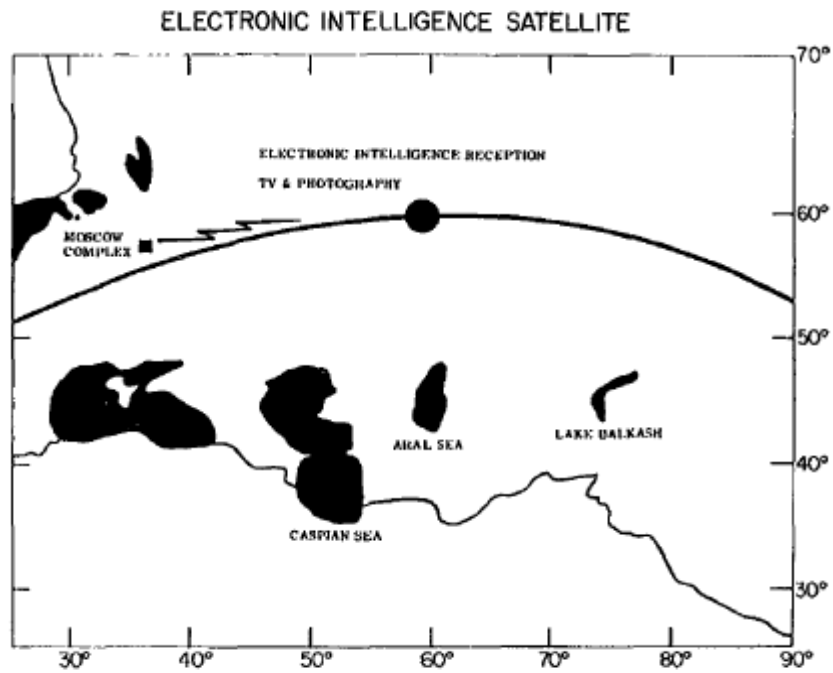 ELECTRONIC INTELLIGENCE SATELLITE
70°
ELECTRONIC INTELLIGENCE RECEPTION
TV & PHOTOGRAPHY
60°
MOSCOW
COMPLEX
50°
ARAL SEA
LAKE BALKASH
40°
CASPIAN SEA
30°
30° 40° 50° 60° 70° 80° 90°